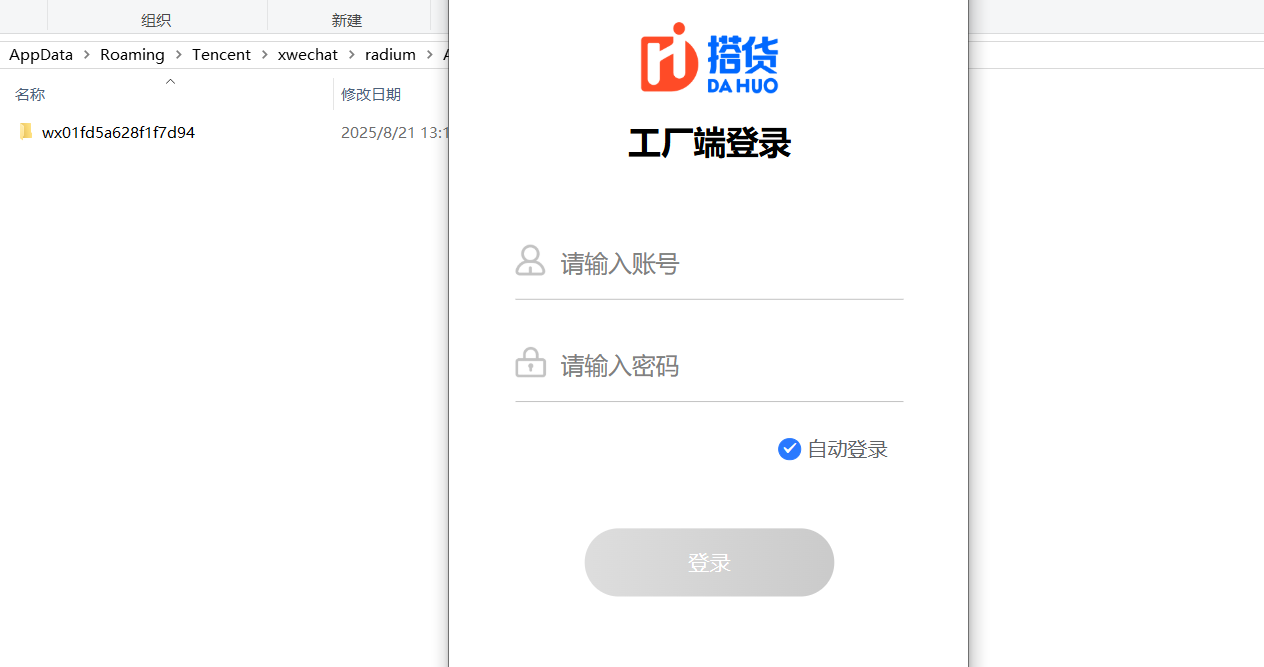 组织
新建
AppData > Roaming > Tencent > xwechat > radium >
名称
修改日期
wx01fd5a628f1f7d94
2025/8/21 13:1
搭货
DA HUO
工厂端登录
请输入账号
请输入密码
自动登录
登录